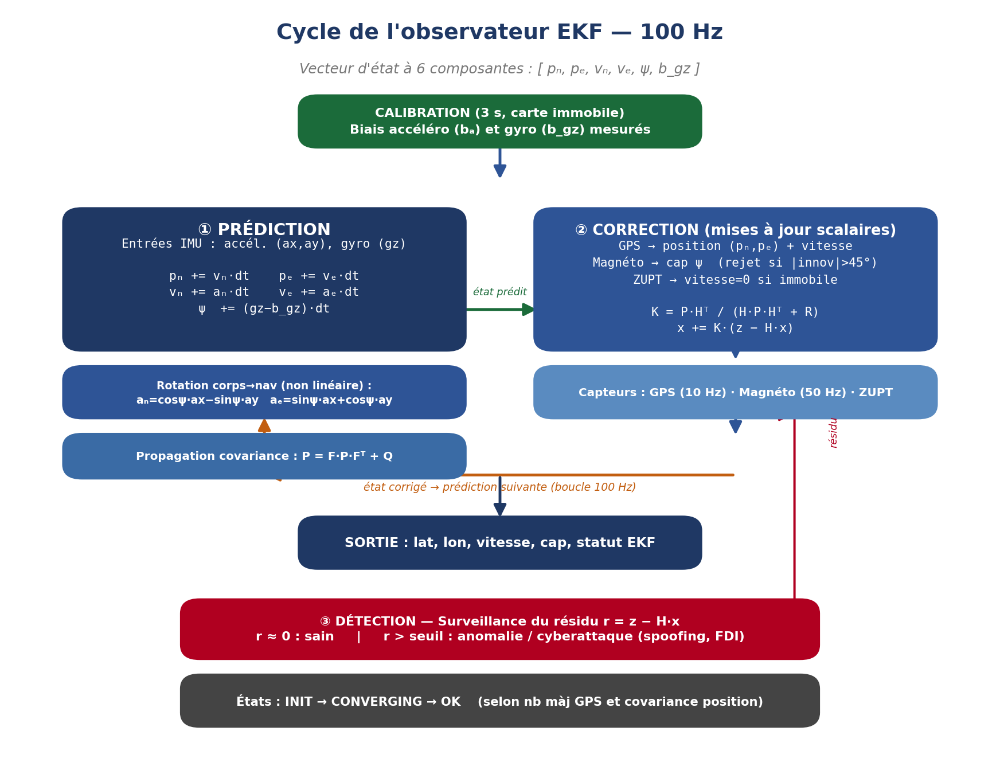 Cycle de l'observateur EKF — 100 Hz
Vecteur d'état à 6 composantes : [ pₙ, pₑ, vₙ, vₑ, ψ, b_gz ]
CALIBRATION (3 s, carte immobile)
Biais accéléro (bₐ) et gyro (b_gz) mesurés
① PRÉDICTION
Entrées IMU : accél. (ax,ay), gyro (gz)
pₙ += vₙ·dt    pₑ += vₑ·dt
vₙ += aₙ·dt    vₑ += aₑ·dt
ψ  += (gz−b_gz)·dt
état prédit
② CORRECTION (mises à jour scalaires)
GPS → position (pₙ,pₑ) + vitesse
Magnéto → cap ψ  (rejet si |innov|>45°)
ZUPT → vitesse=0 si immobile
K = P·Hᵀ / (H·P·Hᵀ + R)
x += K·(z − H·x)
Rotation corps→nav (non linéaire) :
aₙ=cosψ·ax−sinψ·ay   aₑ=sinψ·ax+cosψ·ay
Capteurs : GPS (10 Hz) · Magnéto (50 Hz) · ZUPT
résidu
Propagation covariance : P = F·P·Fᵀ + Q
état corrigé → prédiction suivante (boucle 100 Hz)
SORTIE : lat, lon, vitesse, cap, statut EKF
③ DÉTECTION — Surveillance du résidu r = z − H·x
r ≈ 0 : sain     |     r > seuil : anomalie / cyberattaque (spoofing, FDI)
États : INIT → CONVERGING → OK    (selon nb màj GPS et covariance position)